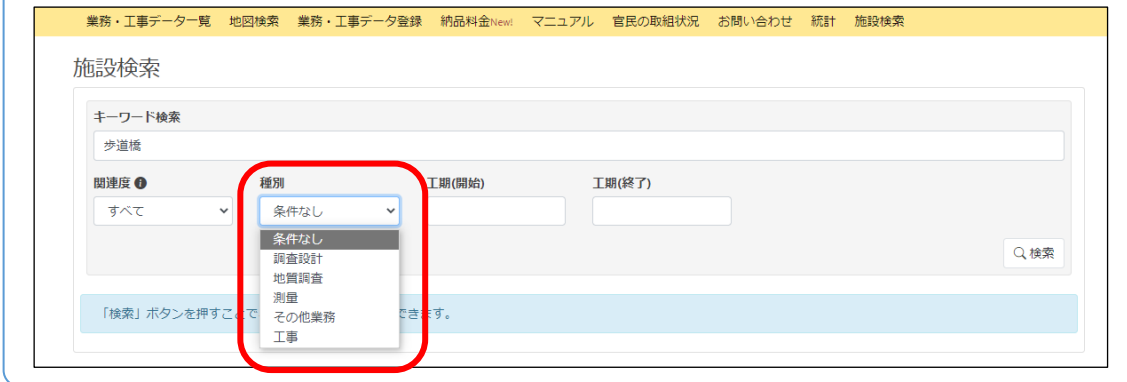 業務・工事データ一覧 地図検索 業務・工事データ登録 納品料金New! マニュアル 官民の取組状況 お問い合わせ 統計 施設検索
施設検索
キーワード検索
歩道橋
関連度 種別 工期(開始) 工期(終了)
すべて 条件なし
条件なし
調査設計
地質調査
測量
その他業務
工事
検索
「検索」ボタンを押すことで できます。